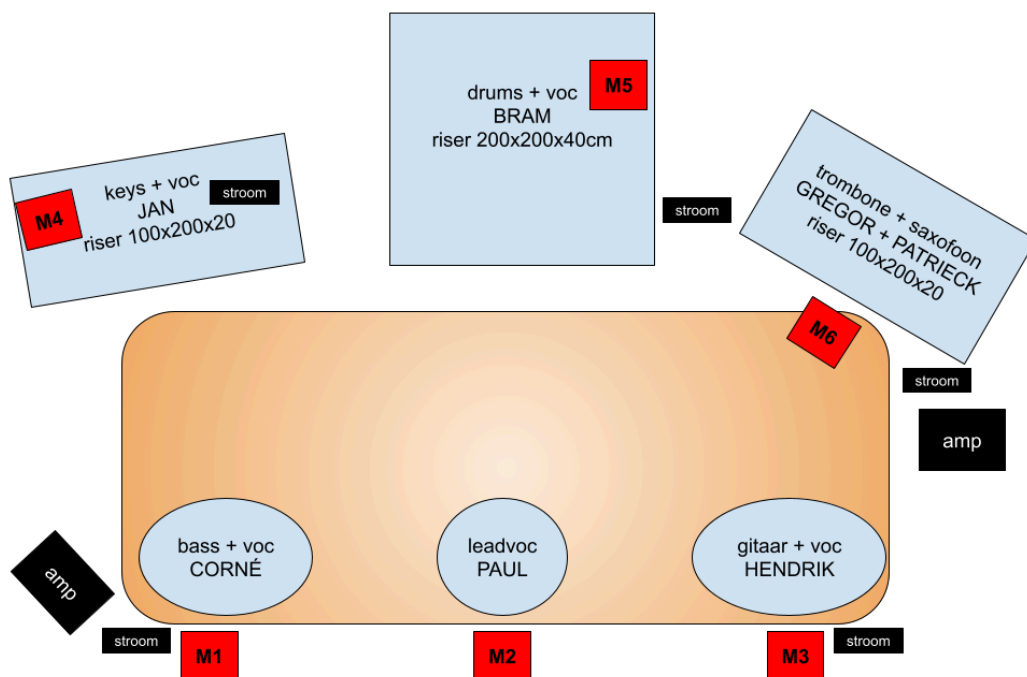 drums + voc
BRAM
riser 200x200x40cm
M5
keys + voc
JAN
riser 100x200x20
M4
stroom
stroom
trombone + saxofoon
GREGOR + PATRIECK
riser 100x200x20
M6
stroom
amp
bass + voc
CORNÉ
leadvoc
PAUL
gitaar + voc
HENDRIK
amp
stroom
M1
M2
M3
stroom